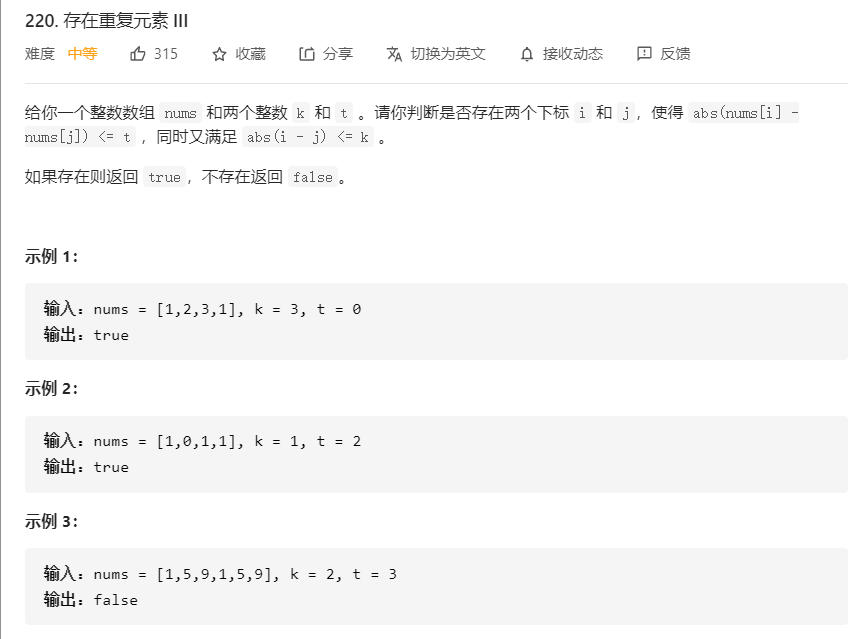 220. 存在重复元素 III
难度 中等 315 收藏 分享 切换为英文 接收动态 反馈
给你一个整数数组 nums 和两个整数 k 和 t 。请你判断是否存在两个下标 i 和 j，使得 abs(nums[i] -
nums[j]) <= t ，同时又满足 abs(i - j) <= k 。
如果存在则返回 true，不存在返回 false。
示例 1：
输入：nums = [1,2,3,1], k = 3, t = 0
输出：true
示例 2：
输入：nums = [1,0,1,1], k = 1, t = 2
输出：true
示例 3：
输入：nums = [1,5,9,1,5,9], k = 2, t = 3
输出：false